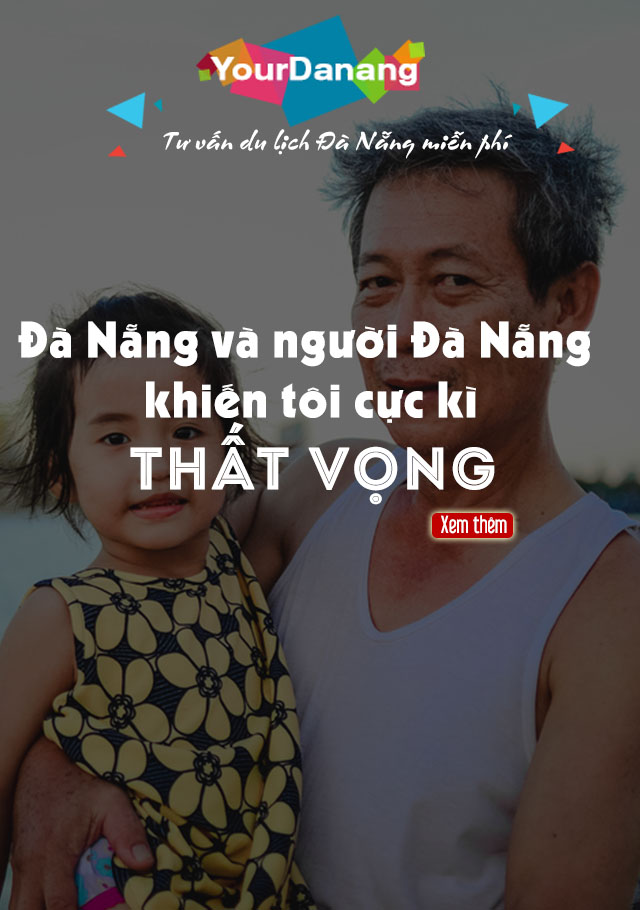 YourDanang
Tư vấn du lịch Đà Nẵng miễn phí
Đà Nẵng và người Đà Nẵng
khiến tôi cực kì
THẤT VỌNG
Xem thêm